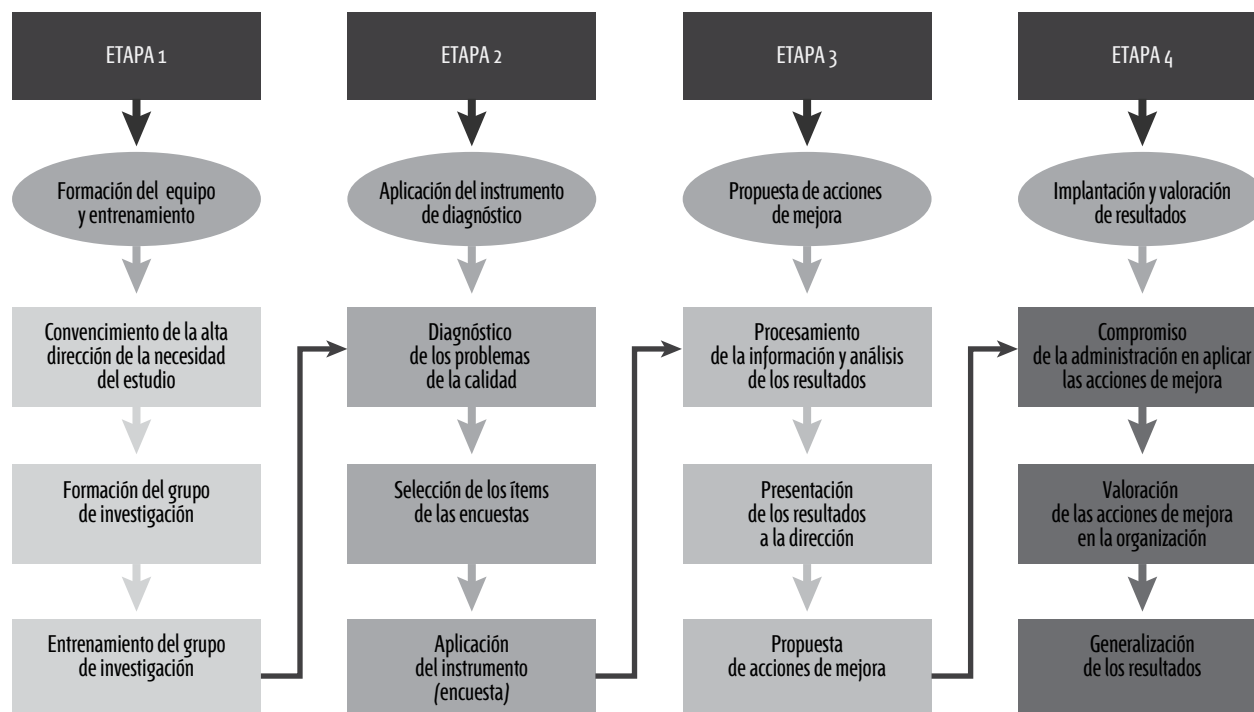 ETAPA 1
Formación del equipo
y entrenamiento
Convencimiento de la alta
dirección de la necesidad
del estudio
Formación del grupo
de investigación
Entrenamiento del grupo
de investigación
ETAPA 2
Aplicación del instrumento
de diagnóstico
Diagnóstico
de los problemas
de la calidad
Selección de los ítems
de las encuestas
Aplicación
del instrumento
(encuesta)
ETAPA 3
Propuesta de acciones
de mejora
Procesamiento
de la información y análisis
de los resultados
Presentación
de los resultados
a la dirección
Propuesta
de acciones de mejora
ETAPA 4
Implantación y valoración
de resultados
Compromiso
de la administración en aplicar
las acciones de mejora
Valoración
de las acciones de mejora
en la organización
Generalización
de los resultados